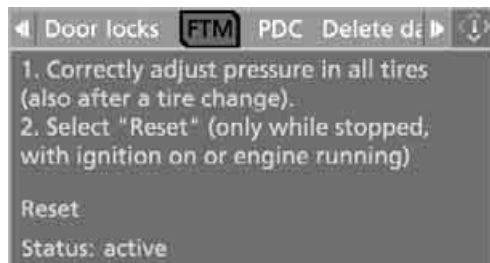 Door locks FTM PDC Delete da
1. Correctly adjust pressure in all tires
(also after a tire change).
2. Select "Reset" (only while stopped,
with ignition on or engine running)
Reset
Status: active